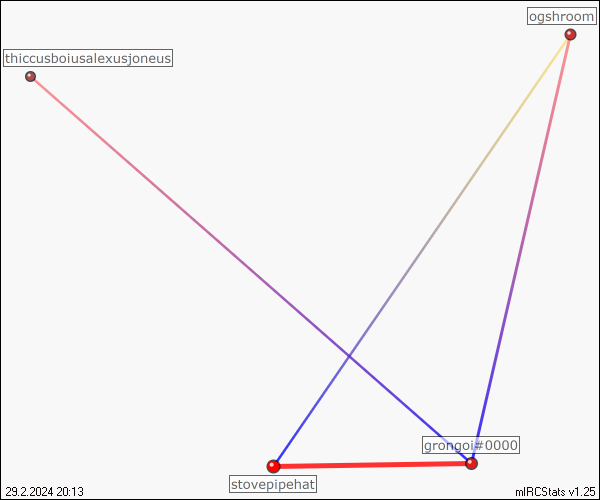 ogshroom
thiccusboiusalexusjoneus
grongoi#0000
stovepipehat
29.2.2024 20:13
mIRCStats v1.25